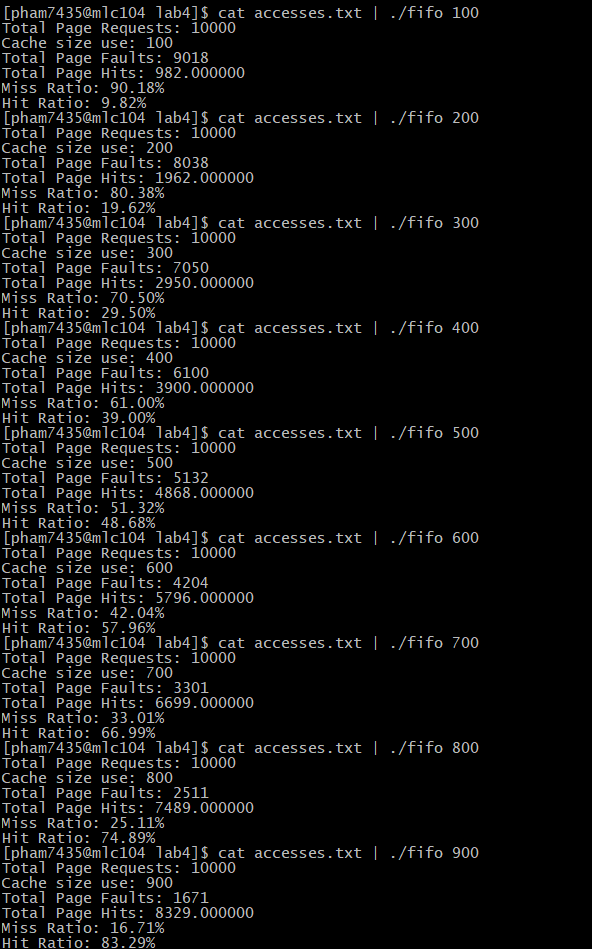 [pham7435@mlc104 lab4]$ cat accesses.txt | ./fifo 100
Total Page Requests: 10000
Cache size use: 100
Total Page Faults: 9018
Total Page Hits: 982.000000
Miss Ratio: 90.18%
Hit Ratio: 9.82%
[pham7435@mlc104 lab4]$ cat accesses.txt | ./fifo 200
Total Page Requests: 10000
Cache size use: 200
Total Page Faults: 8038
Total Page Hits: 1962.000000
Miss Ratio: 80.38%
Hit Ratio: 19.62%
[pham7435@mlc104 lab4]$ cat accesses.txt | ./fifo 300
Total Page Requests: 10000
Cache size use: 300
Total Page Faults: 7050
Total Page Hits: 2950.000000
Miss Ratio: 70.50%
Hit Ratio: 29.50%
[pham7435@mlc104 lab4]$ cat accesses.txt | ./fifo 400
Total Page Requests: 10000
Cache size use: 400
Total Page Faults: 6100
Total Page Hits: 3900.000000
Miss Ratio: 61.00%
Hit Ratio: 39.00%
[pham7435@mlc104 lab4]$ cat accesses.txt | ./fifo 500
Total Page Requests: 10000
Cache size use: 500
Total Page Faults: 5132
Total Page Hits: 4868.000000
Miss Ratio: 51.32%
Hit Ratio: 48.68%
[pham7435@mlc104 lab4]$ cat accesses.txt | ./fifo 600
Total Page Requests: 10000
Cache size use: 600
Total Page Faults: 4204
Total Page Hits: 5796.000000
Miss Ratio: 42.04%
Hit Ratio: 57.96%
[pham7435@mlc104 lab4]$ cat accesses.txt | ./fifo 700
Total Page Requests: 10000
Cache size use: 700
Total Page Faults: 3301
Total Page Hits: 6699.000000
Miss Ratio: 33.01%
Hit Ratio: 66.99%
[pham7435@mlc104 lab4]$ cat accesses.txt | ./fifo 800
Total Page Requests: 10000
Cache size use: 800
Total Page Faults: 2511
Total Page Hits: 7489.000000
Miss Ratio: 25.11%
Hit Ratio: 74.89%
[pham7435@mlc104 lab4]$ cat accesses.txt | ./fifo 900
Total Page Requests: 10000
Cache size use: 900
Total Page Faults: 1671
Total Page Hits: 8329.000000
Miss Ratio: 16.71%
Hit Ratio: 83.29%